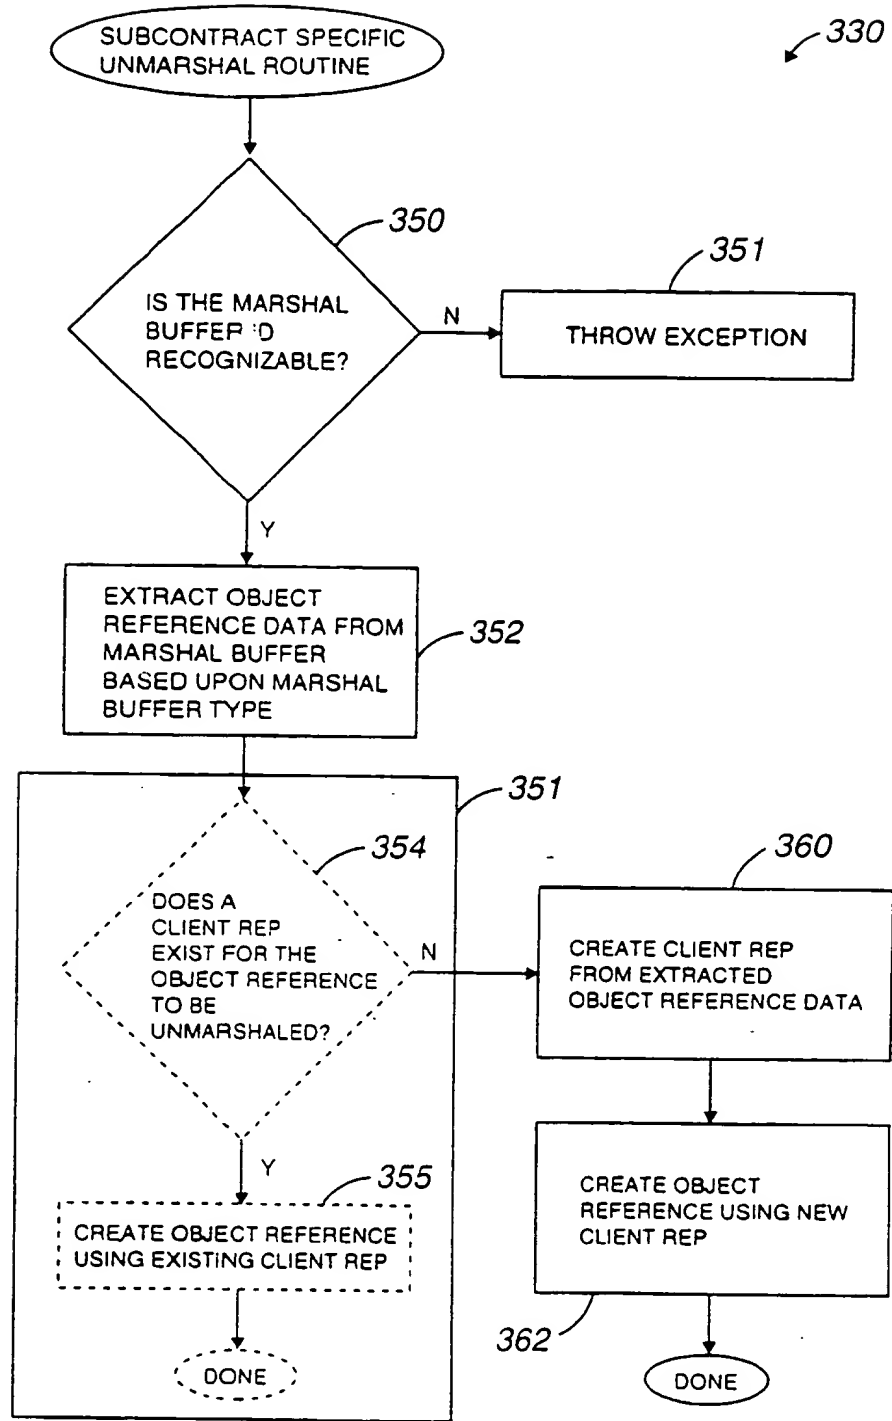 SUBCONTRACT SPECIFIC
UNMARSHAL ROUTINE
330
350
IS THE MARSHAL
BUFFER ID
RECOGNIZABLE?
N
351
THROW EXCEPTION
Y
EXTRACT OBJECT
REFERENCE DATA FROM
MARSHAL BUFFER
BASED UPON MARSHAL
BUFFER TYPE
352
351
354
DOES A
CLIENT REP
EXIST FOR THE
OBJECT REFERENCE
TO BE
UNMARSHALED?
N
360
CREATE CLIENT REP
FROM EXTRACTED
OBJECT REFERENCE DATA
Y
355
CREATE OBJECT REFERENCE
USING EXISTING CLIENT REP
CREATE OBJECT
REFERENCE USING NEW
CLIENT REP
362
DONE
DONE